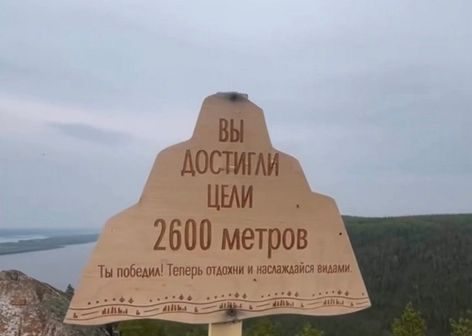 ВЫ
ДОСТИГЛИ
ЦЕЛИ
2600 метров
Ты победил! Теперь отдохни и наслаждайся видами.